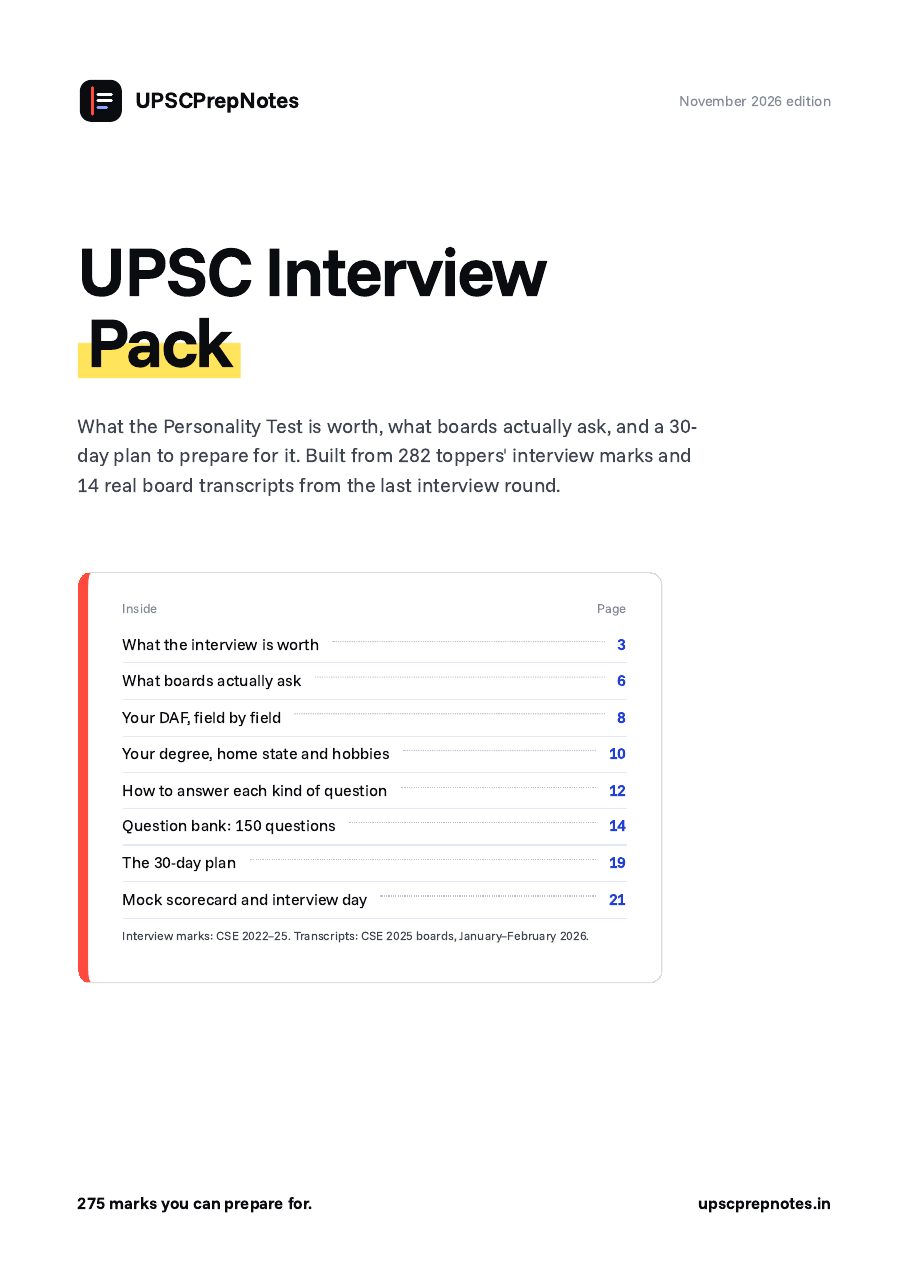 UPSCPrepNotes
November 2026 edition
UPSC Interview
Pack
What the Personality Test is worth, what boards actually ask, and a 30-
day plan to prepare for it. Built from 282 toppers' interview marks and
14 real board transcripts from the last interview round.
Inside Page
What the interview is worth 3
What boards actually ask 6
Your DAF, field by field 8
Your degree, home state and hobbies 10
How to answer each kind of question 12
Question bank: 150 questions 14
The 30-day plan 19
Mock scorecard and interview day 21
Interview marks: CSE 2022–25. Transcripts: CSE 2025 boards, January–February 2026.
275 marks you can prepare for.
upscprepnotes.in